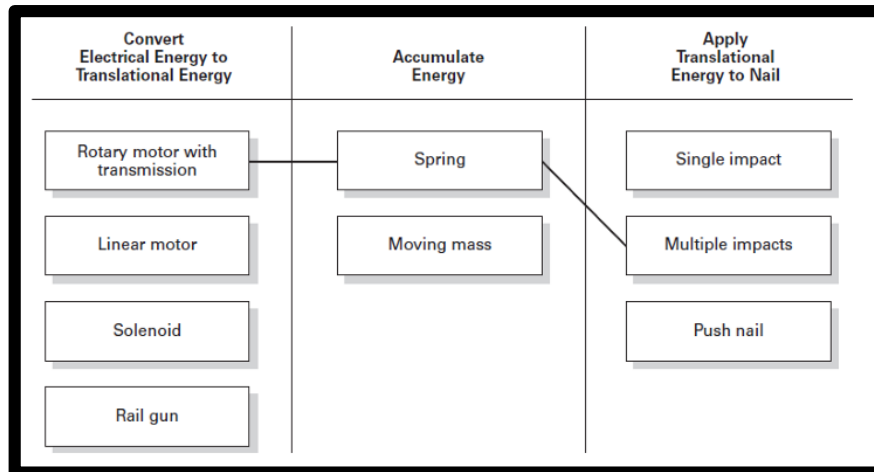 Convert
Electrical Energy to
Translational Energy
Accumulate
Energy
Apply
Translational
Energy to Nail
Rotary motor with
transmission
Spring
Single impact
Linear motor
Moving mass
Multiple impacts
Solenoid
Push nail
Rail gun